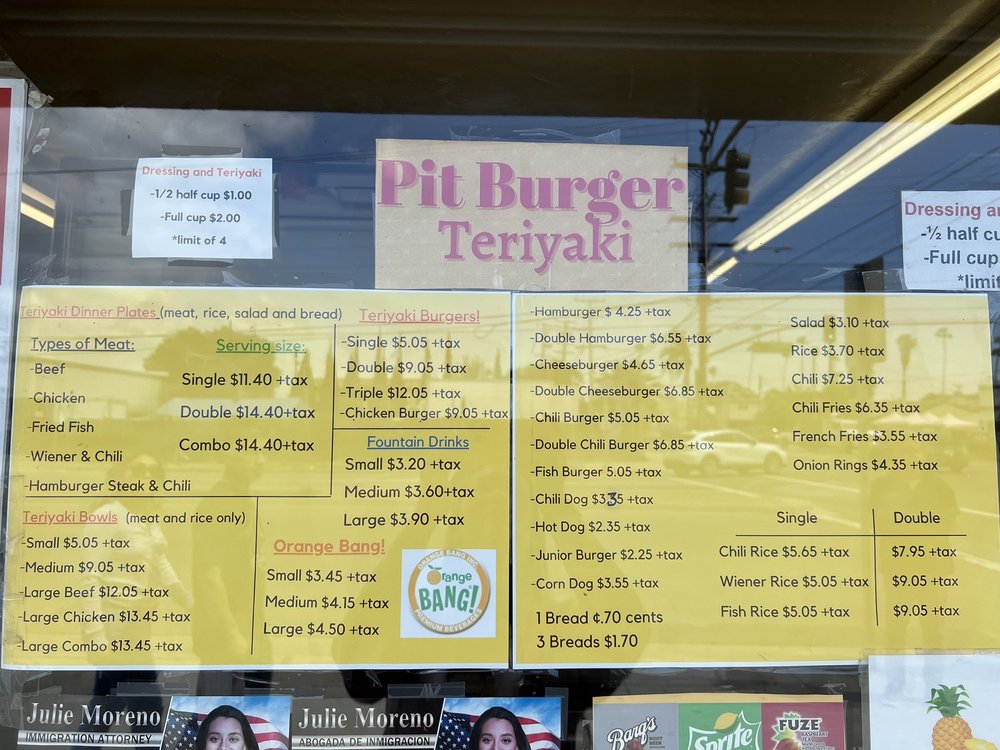 Dressing and Teriyaki
-1/2 half cup $1.00
-Full cup $2.00
*limit of 4
Pit Burger
Teriyaki
Dressing
-½ half
-Full cup
Teriyaki Dinner Plates (meat, rice, salad and bread)
Types of Meat:
-Beef
-Chicken
-Fried Fish
-Wiener & Chili
-Hamburger Steak & Chili
Serving size:
Single $11.40 +tax
Double $14.40+tax
Combo $14.40+tax
Teriyaki Burgers!
-Single $5.05 +tax
-Double $9.05 +tax
-Triple $12.05 +tax
-Chicken Burger $9.05 +tax
Fountain Drinks
Small $3.20 +tax
Medium $3.60+tax
Large $3.90 +tax
Teriyaki Bowls (meat and rice only)
-Small $5.05 +tax
-Medium $9.05 +tax
-Large Beef $12.05 +tax
-Large Chicken $13.45 +tax
-Large Combo $13.45 +tax
Orange Bang!
Small $3.45 +tax
Medium $4.15 +tax
Large $4.50 +tax
ORANGE BANG INC
Orange
BANG!
PREMIUM BEVERAGES
-Hamburger $ 4.25 +tax
-Double Hamburger $6.55 +tax
-Cheeseburger $4.65 +tax
-Double Cheeseburger $6.85 +tax
-Chili Burger $5.05 +tax
-Double Chili Burger $6.85 +tax
-Fish Burger 5.05 +tax
-Chili Dog $3.35 +tax
-Hot Dog $2.35 +tax
-Junior Burger $2.25 +tax
-Corn Dog $3.55 +tax
1 Bread ¢.70 cents
3 Breads $1.70
Salad $3.10 +tax
Rice $3.70 +tax
Chili $7.25 +tax
Chili Fries $6.35 +tax
French Fries $3.55 +tax
Onion Rings $4.35 +tax
Single Double
Chili Rice $5.65 +tax $7.95 +tax
Wiener Rice $5.05 +tax $9.05 +tax
Fish Rice $5.05 +tax $9.05 +tax
Julie Moreno
IMMIGRATION ATTORNEY
Julie Moreno
ABOGADA DE INMIGRACION
Barq's
ROOT
BEER
Sprite
FUZE
RASPBERRY
TEA